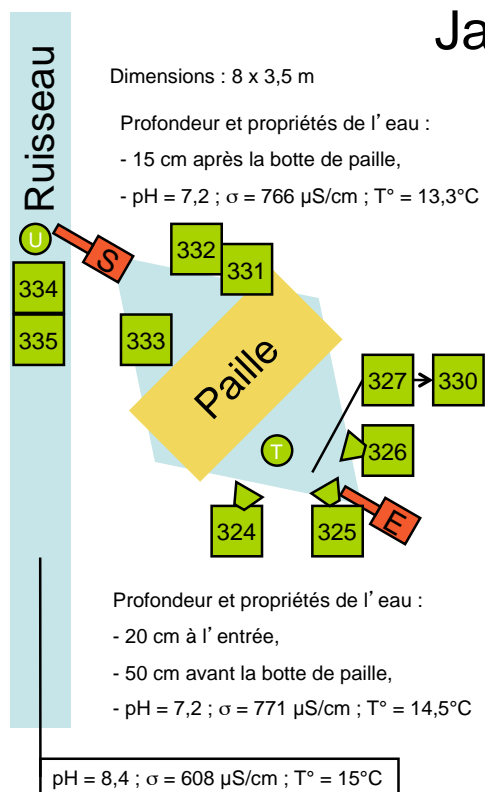 Ja
Dimensions : 8 x 3,5 m
Profondeur et propriétés de l'eau :
- 15 cm après la botte de paille,
- pH = 7,2 ; σ = 766 µS/cm ; T° = 13,3°C
Ruisseau
U
S
332
331
334
335
333
Paille
327
330
T
326
324
325
E
Profondeur et propriétés de l'eau :
- 20 cm à l'entrée,
- 50 cm avant la botte de paille,
- pH = 7,2 ; σ = 771 µS/cm ; T° = 14,5°C
pH = 8,4 ; σ = 608 µS/cm ; T° = 15°C